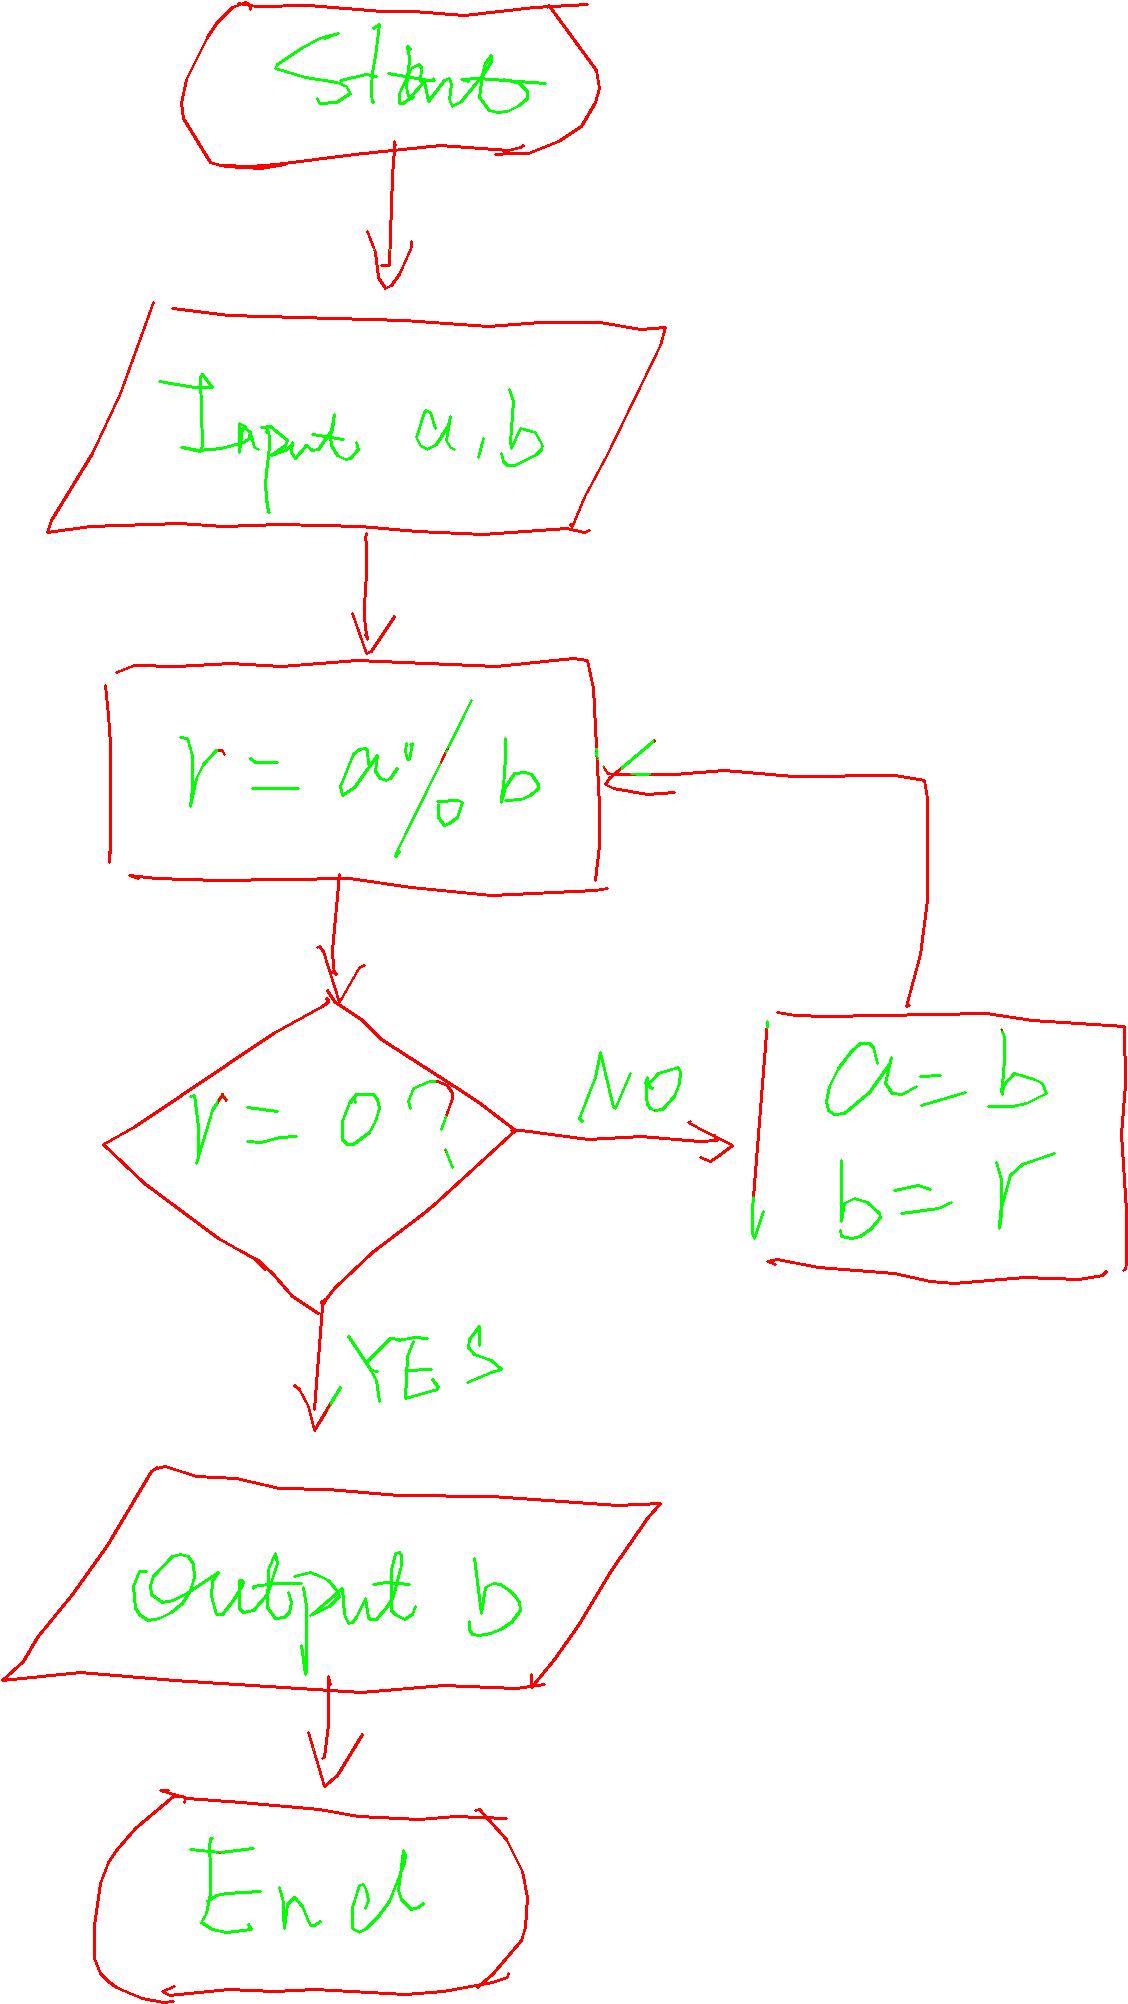 Start
Input a,b
r = a % b
r = 0?
NO
a = b
b = r
YES
Output b
End